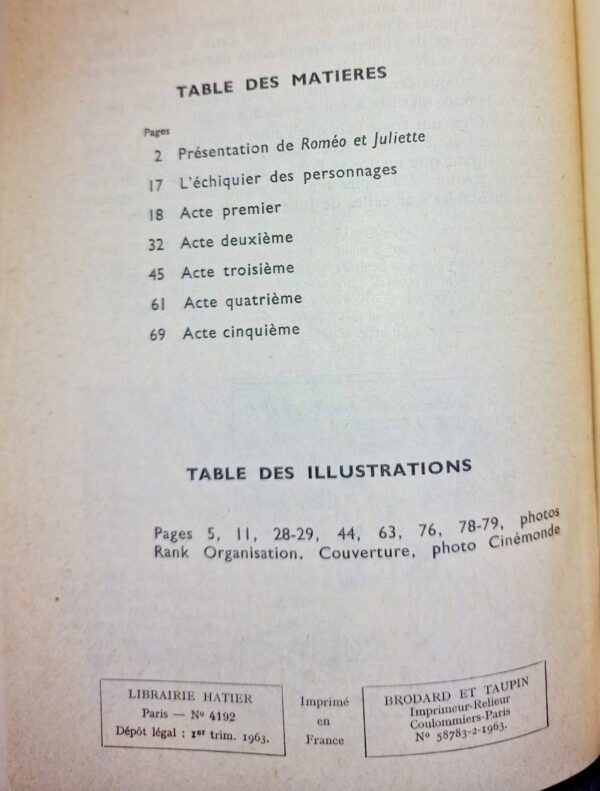 TABLE DES MATIERES
Pages
2 Présentation de Roméo et Juliette
17 L'échiquier des personnages
18 Acte premier
32 Acte deuxième
45 Acte troisième
61 Acte quatrième
69 Acte cinquième
TABLE DES ILLUSTRATIONS
Pages 5, 11, 28-29, 44, 63, 76, 78-79, photos
Rank Organisation. Couverture, photo Cinémonde
LIBRAIRIE HATIER
Paris — Nº 4192
Dépôt légal : 1er trim. 1963.
Imprimé
en
France
BRODARD ET TAUPIN
Imprimeur-Relieur
Coulommiers-Paris
Nº 58783-2-1963.